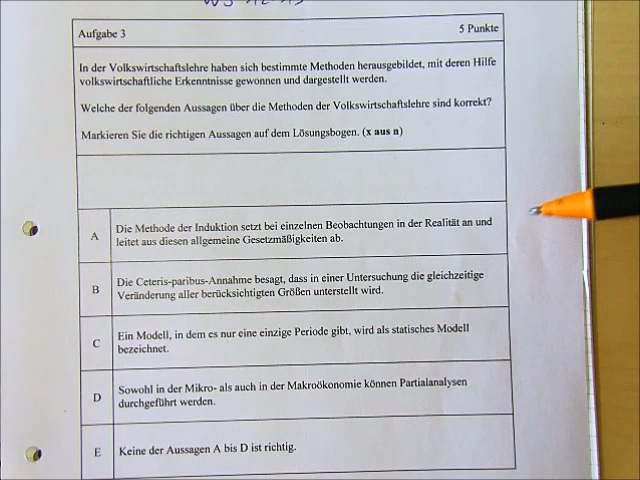 Aufgabe 3 5 Punkte
In der Volkswirtschaftslehre haben sich bestimmte Methoden herausgebildet, mit deren Hilfe
volkswirtschaftliche Erkenntnisse gewonnen und dargestellt werden.
Welche der folgenden Aussagen über die Methoden der Volkswirtschaftslehre sind korrekt?
Markieren Sie die richtigen Aussagen auf dem Lösungsbogen. (x aus n)
A Die Methode der Induktion setzt bei einzelnen Beobachtungen in der Realität an und
leitet aus diesen allgemeine Gesetzmäßigkeiten ab.
B Die Ceteris-paribus-Annahme besagt, dass in einer Untersuchung die gleichzeitige
Veränderung aller berücksichtigten Größen unterstellt wird.
C Ein Modell, in dem es nur eine einzige Periode gibt, wird als statisches Modell
bezeichnet.
D Sowohl in der Mikro- als auch in der Makroökonomie können Partialanalysen
durchgeführt werden.
E Keine der Aussagen A bis D ist richtig.